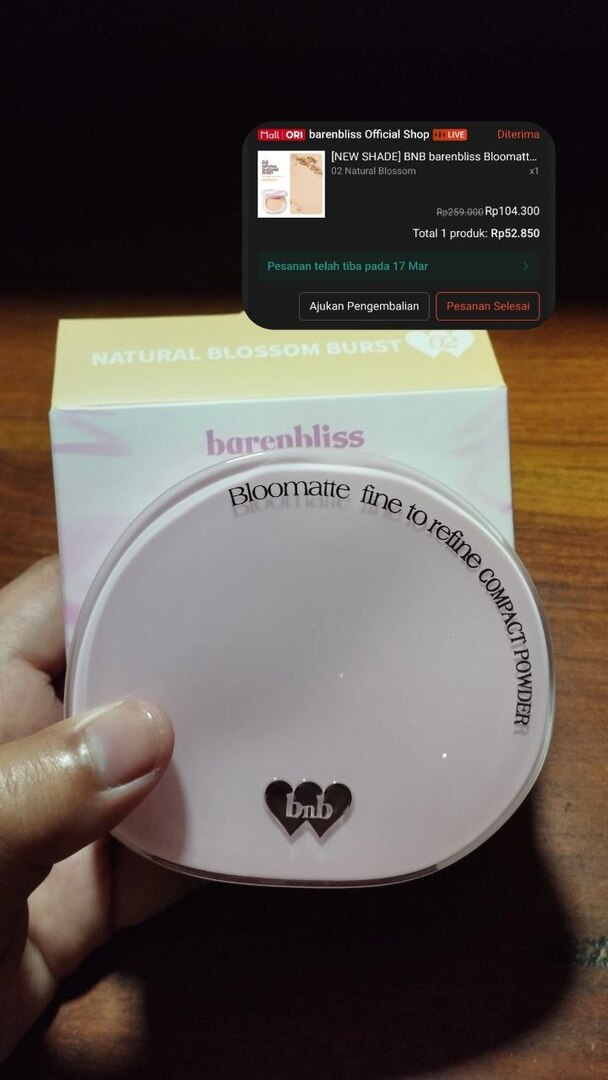 Mall | ORI barenbliss Official Shop LIVE Diterima
[NEW SHADE] BNB barenbliss Bloomatt...
02 Natural Blossom x1
Rp259.000 Rp104.300
Total 1 produk: Rp52.850
Pesanan telah tiba pada 17 Mar
Ajukan Pengembalian Pesanan Selesai
NATURAL BLOSSOM BURST 02
barenbliss
Bloomatte fine to refine COMPACT POWDER
bnb